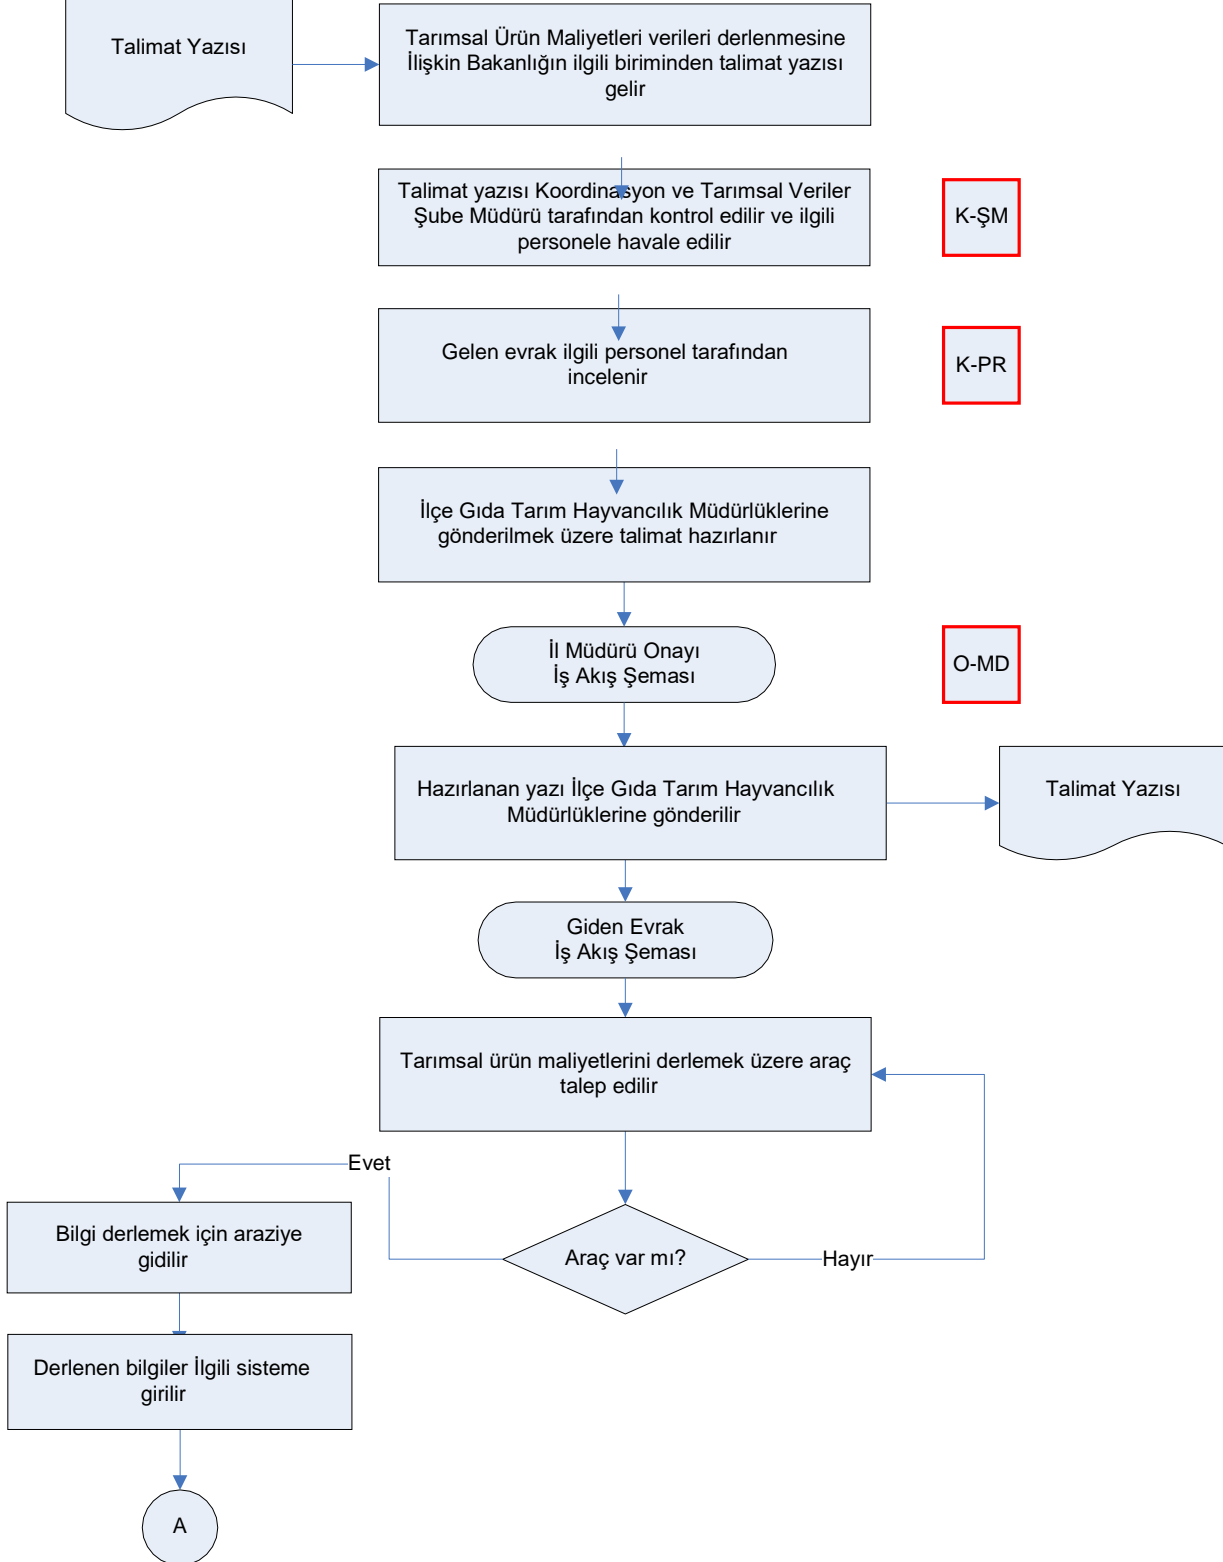 Talimat Yazısı
Tarımsal Ürün Maliyetleri verileri derlenmesine
İlişkin Bakanlığın ilgili biriminden talimat yazısı
gelir
Talimat yazısı Koordinasyon ve Tarımsal Veriler
Şube Müdürü tarafından kontrol edilir ve ilgili
personele havale edilir
K-ŞM
Gelen evrak ilgili personel tarafından
incelenir
K-PR
İlçe Gıda Tarım Hayvancılık Müdürlüklerine
gönderilmek üzere talimat hazırlanır
İl Müdürü Onayı
İş Akış Şeması
O-MD
Hazırlanan yazı İlçe Gıda Tarım Hayvancılık
Müdürlüklerine gönderilir
Talimat Yazısı
Giden Evrak
İş Akış Şeması
Tarımsal ürün maliyetlerini derlemek üzere araç
talep edilir
Evet
Bilgi derlemek için araziye
gidilir
Araç var mı?
Hayır
Derlenen bilgiler İlgili sisteme
girilir
A